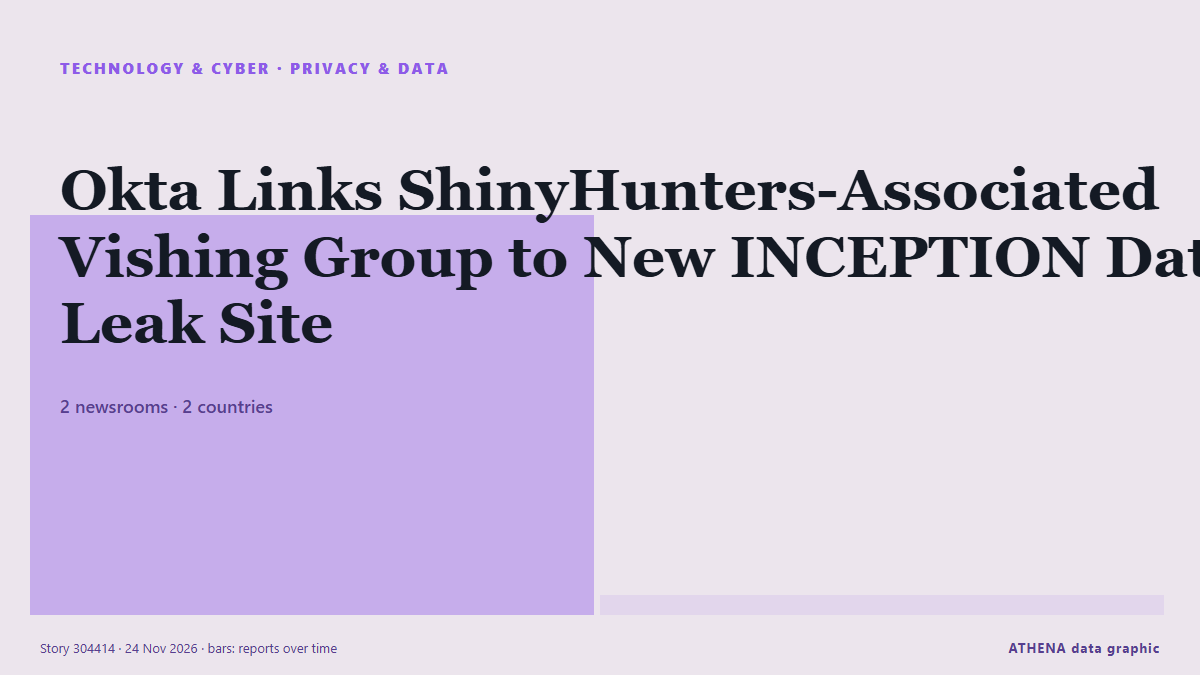 TECHNOLOGY & CYBER · PRIVACY & DATA
Okta Links ShinyHunters-Associated
Vishing Group to New INCEPTION Dat
Leak Site
2 newsrooms · 2 countries
Story 304414 · 24 Nov 2026 · bars: reports over time
ATHENA data graphic